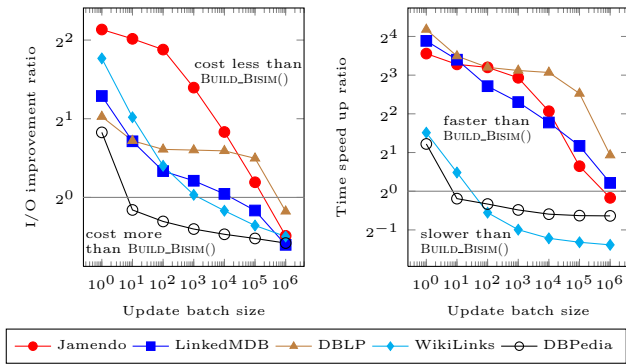 I/O improvement ratio
2^2
2^1
2^0
cost less than
BUILD_BISIM()
cost more
than BUILD_BISIM()
10^0 10^1 10^2 10^3 10^4 10^5 10^6
Update batch size
Time speed up ratio
2^4
2^3
2^2
2^1
2^0
2^−1
faster than
BUILD_BISIM()
slower than
BUILD_BISIM()
10^0 10^1 10^2 10^3 10^4 10^5 10^6
Update batch size
Jamendo LinkedMDB DBLP WikiLinks DBPedia